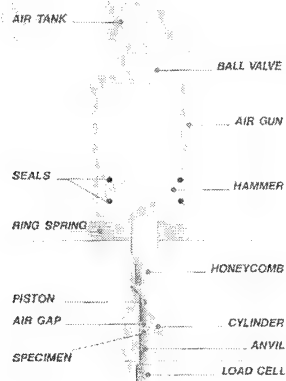 AIR TANK
BALL VALVE
AIR GUN
SEALS
HAMMER
RING SPRING
HONEYCOMB
PISTON
AIR GAP
CYLINDER
SPECIMEN
ANVIL
LOAD CELL